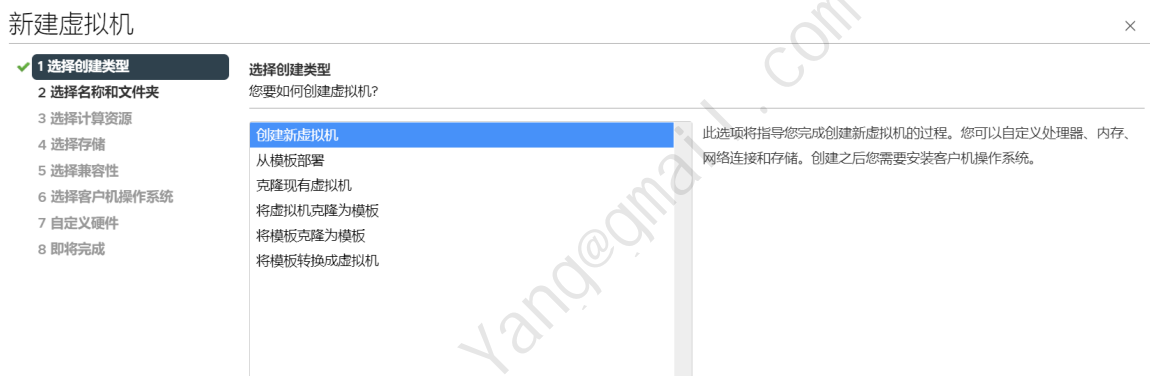 新建虚拟机
1 选择创建类型
2 选择名称和文件夹
3 选择计算资源
4 选择存储
5 选择兼容性
6 选择客户机操作系统
7 自定义硬件
8 即将完成
选择创建类型
您要如何创建虚拟机?
创建新虚拟机
从模板部署
克隆现有虚拟机
将虚拟机克隆为模板
将模板克隆为模板
将模板转换成虚拟机
此选项将指导您完成创建新虚拟机的过程。您可以自定义处理器、内存、
网络连接和存储。创建之后您需要安装客户机操作系统。
Yang@gmail.com